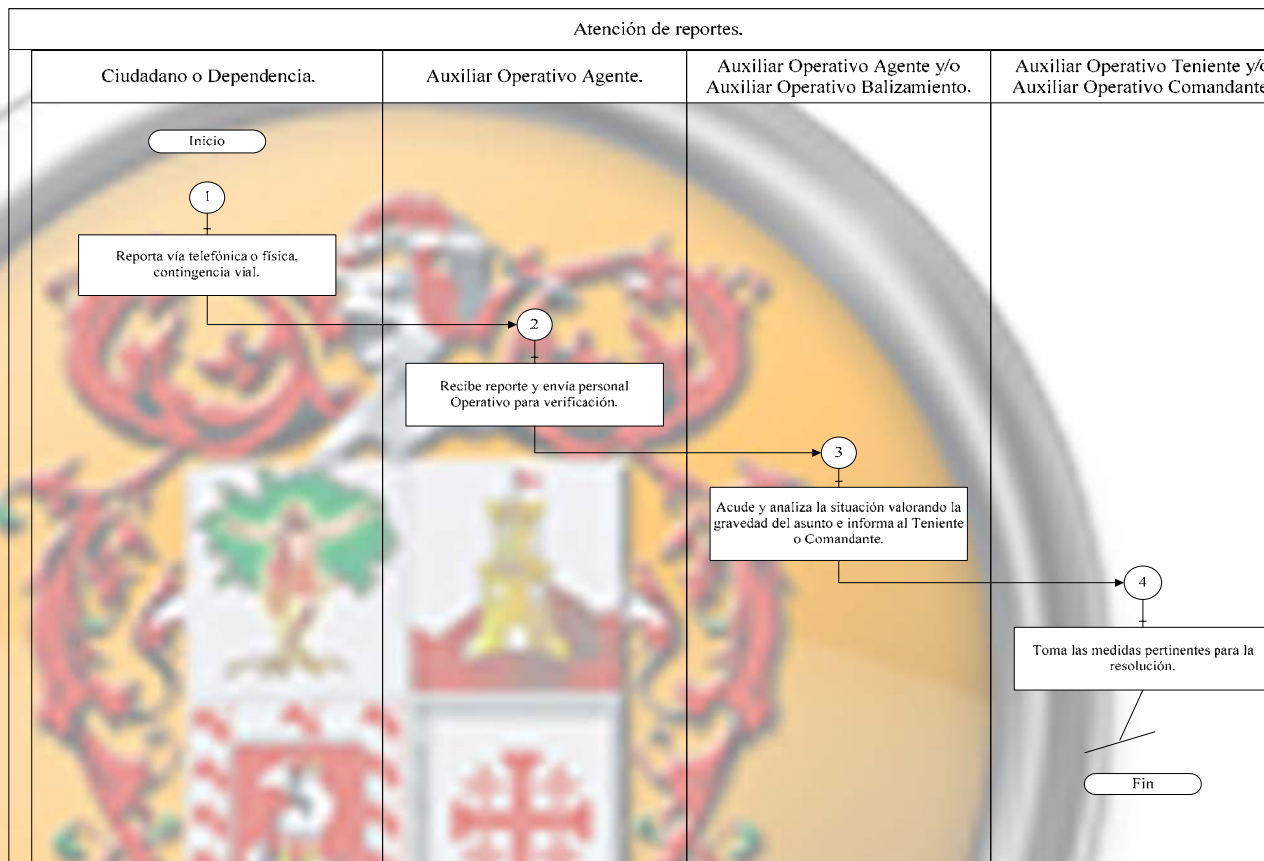 Atención de reportes.
Ciudadano o Dependencia.
Auxiliar Operativo Agente.
Auxiliar Operativo Agente y/o
Auxiliar Operativo Balizamiento.
Auxiliar Operativo Teniente y/o
Auxiliar Operativo Comandante
Inicio
1
Reporta vía telefónica o física,
contingencia vial.
2
Recibe reporte y envía personal
Operativo para verificación.
3
Acude y analiza la situación valorando la
gravedad del asunto e informa al Teniente
o Comandante.
4
Toma las medidas pertinentes para la
resolución.
Fin